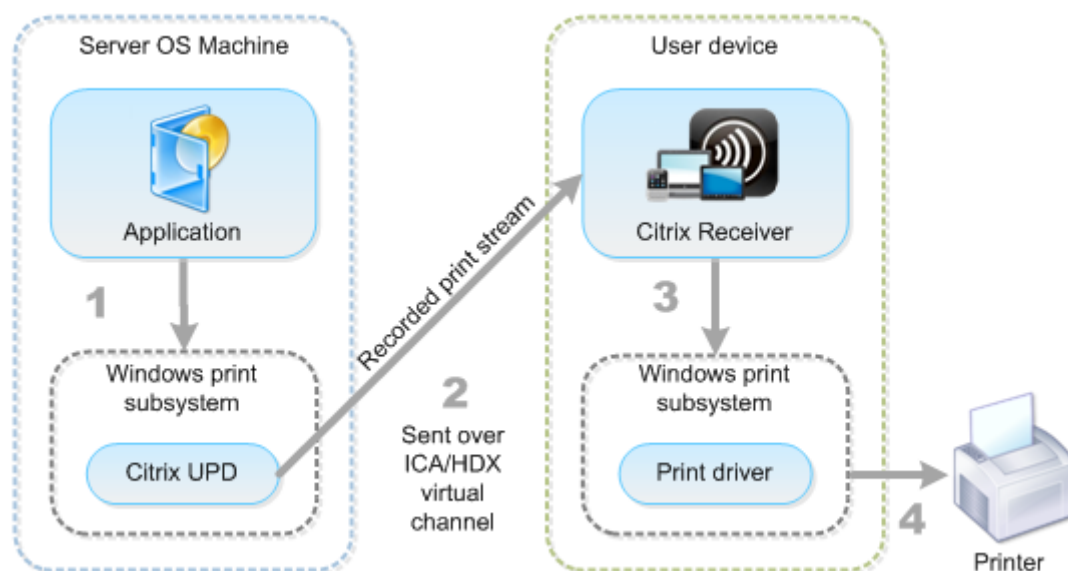 Server OS Machine
Application
1
Windows print
subsystem
Citrix UPD
Recorded print stream
2
Sent over
ICA/HDX
virtual
channel
User device
Citrix Receiver
3
Windows print
subsystem
Print driver
4
Printer